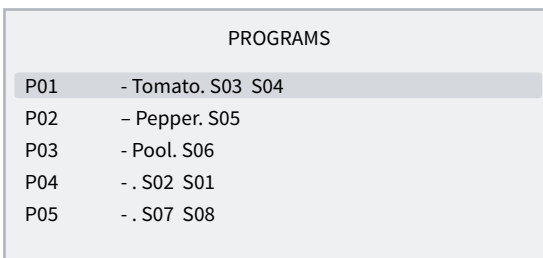 PROGRAMS
P01 - Tomato. S03 S04
P02 – Pepper. S05
P03 - Pool. S06
P04 - . S02 S01
P05 - . S07 S08